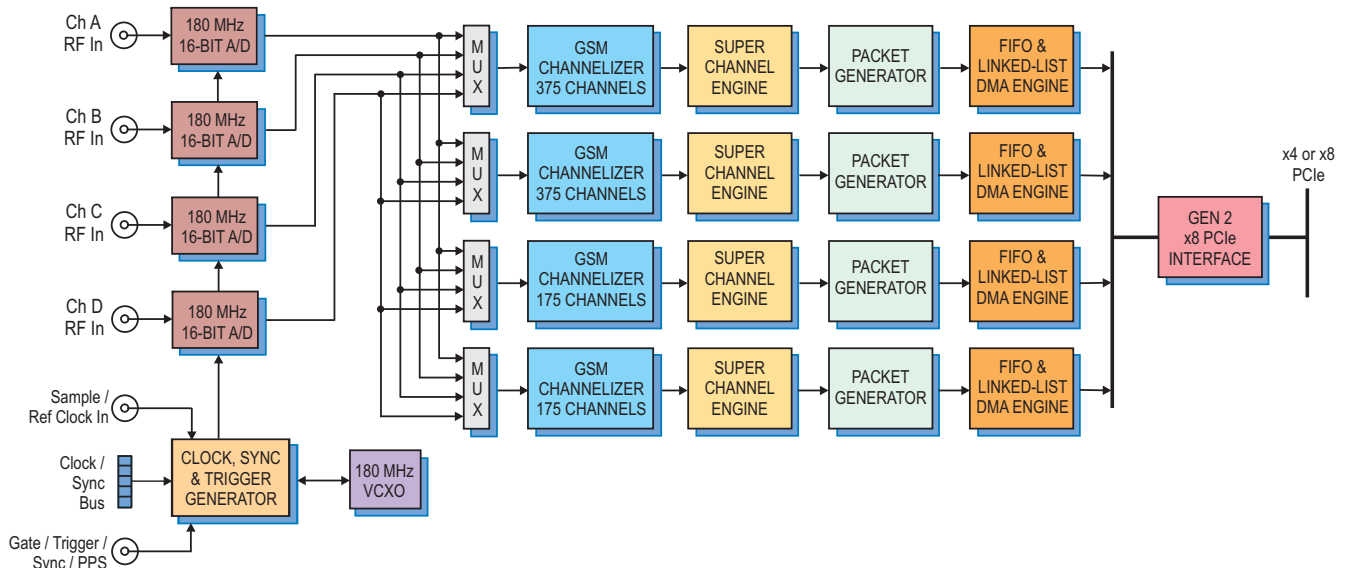 Ch A
RF In
180 MHz
16-BIT A/D
Ch B
RF In
180 MHz
16-BIT A/D
Ch C
RF In
180 MHz
16-BIT A/D
Ch D
RF In
180 MHz
16-BIT A/D
Sample /
Ref Clock In
Clock /
Sync
Bus
Gate / Trigger /
Sync / PPS
CLOCK, SYNC
& TRIGGER
GENERATOR
180 MHz
VCXO
M
U
X
GSM
CHANNELIZER
375 CHANNELS
SUPER
CHANNEL
ENGINE
PACKET
GENERATOR
FIFO &
LINKED-LIST
DMA ENGINE
M
U
X
GSM
CHANNELIZER
375 CHANNELS
SUPER
CHANNEL
ENGINE
PACKET
GENERATOR
FIFO &
LINKED-LIST
DMA ENGINE
M
U
X
GSM
CHANNELIZER
175 CHANNELS
SUPER
CHANNEL
ENGINE
PACKET
GENERATOR
FIFO &
LINKED-LIST
DMA ENGINE
M
U
X
GSM
CHANNELIZER
175 CHANNELS
SUPER
CHANNEL
ENGINE
PACKET
GENERATOR
FIFO &
LINKED-LIST
DMA ENGINE
GEN 2
x8 PCIe
INTERFACE
x4 or x8
PCIe